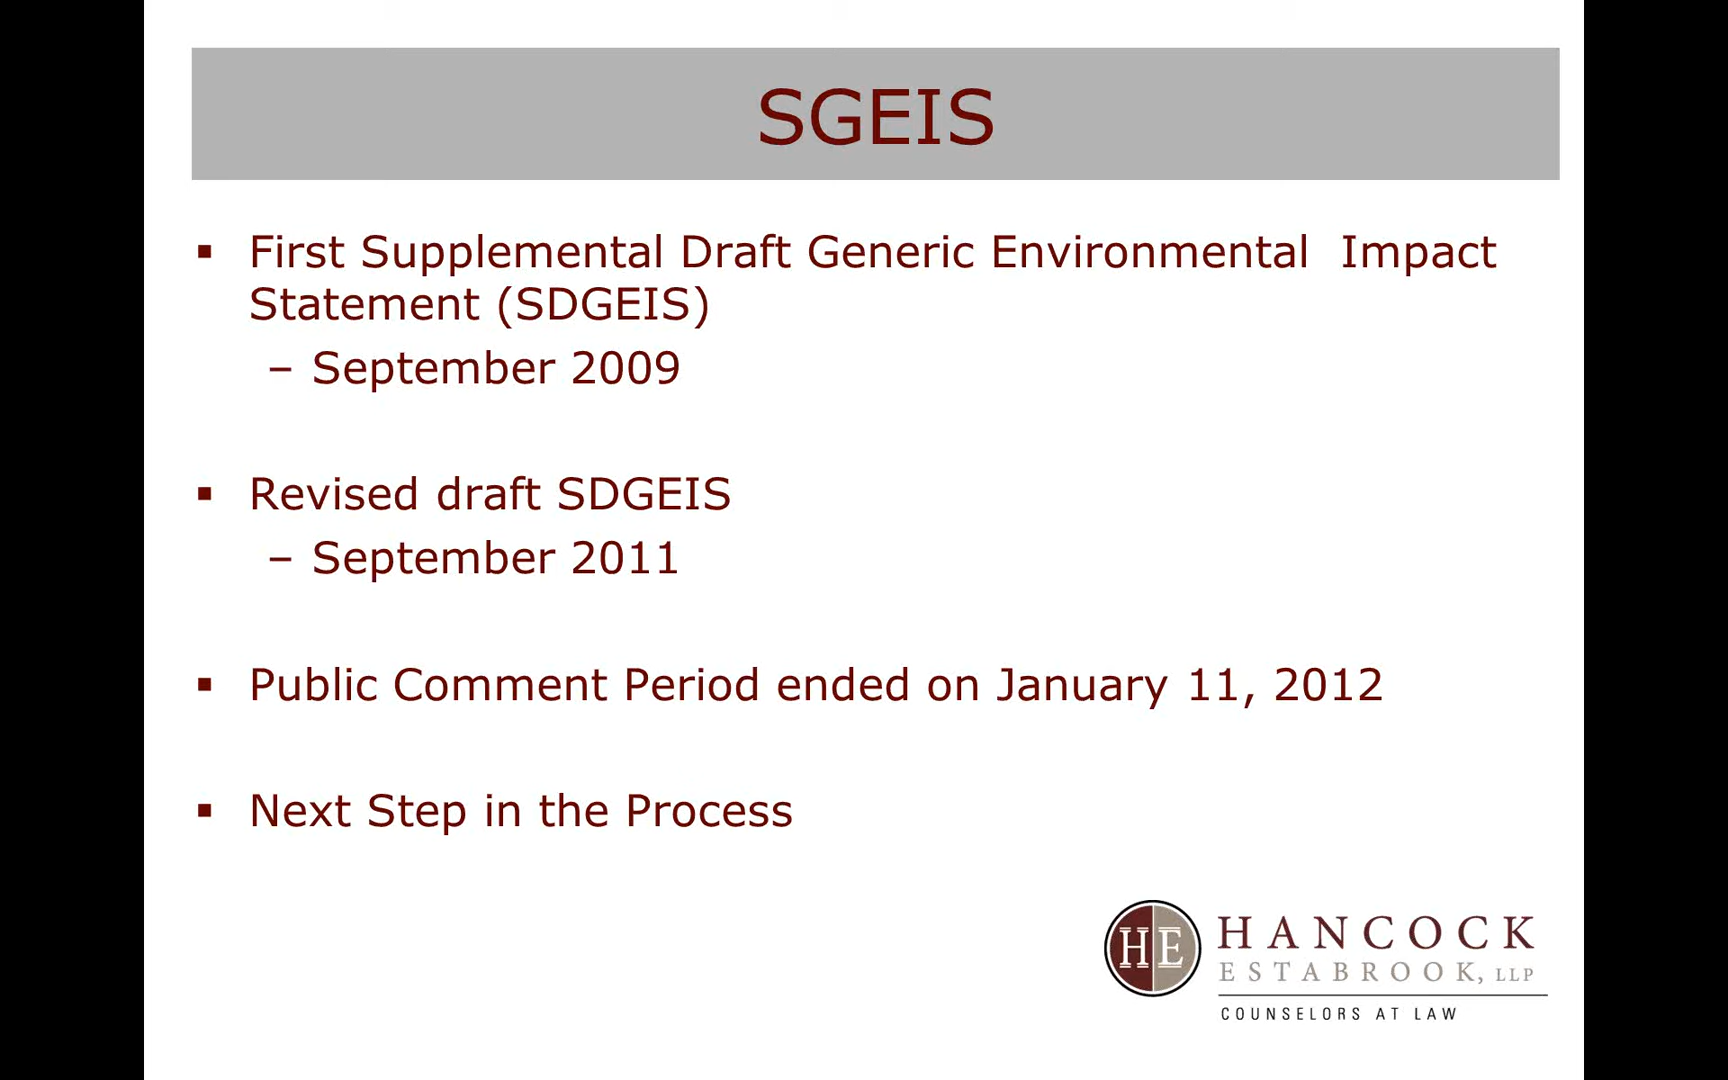 SGEIS
▪ First Supplemental Draft Generic Environmental  Impact
Statement (SDGEIS)
– September 2009
▪ Revised draft SDGEIS
– September 2011
▪ Public Comment Period ended on January 11, 2012
▪ Next Step in the Process
HE
HANCOCK
ESTABROOK, LLP
COUNSELORS AT LAW